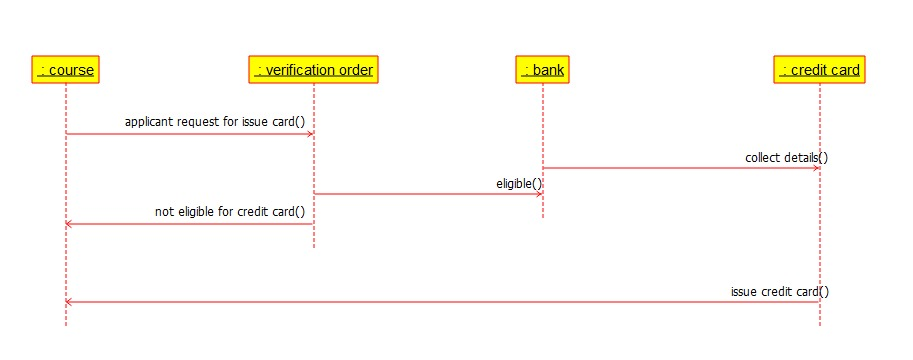 : course
: verification order
: bank
: credit card
applicant request for issue card()
collect details()
eligible()
not eligible for credit card()
issue credit card()